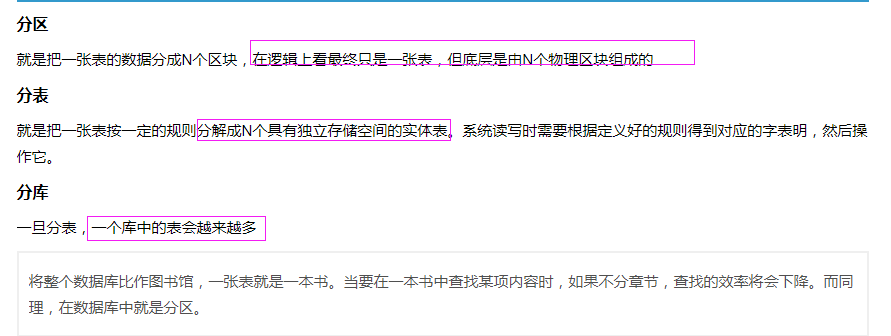 分区
就是把一张表的数据分成N个区块，在逻辑上看最终只是一张表，但底层是由N个物理区块组成的
分表
就是把一张表按一定的规则分解成N个具有独立存储空间的实体表。系统读写时需要根据定义好的规则得到对应的字表明，然后操
作它。
分库
一旦分表，一个库中的表会越来越多
将整个数据库比作图书馆，一张表就是一本书。当要在一本书中查找某项内容时，如果不分章节，查找的效率将会下降。而同
理，在数据库中就是分区。